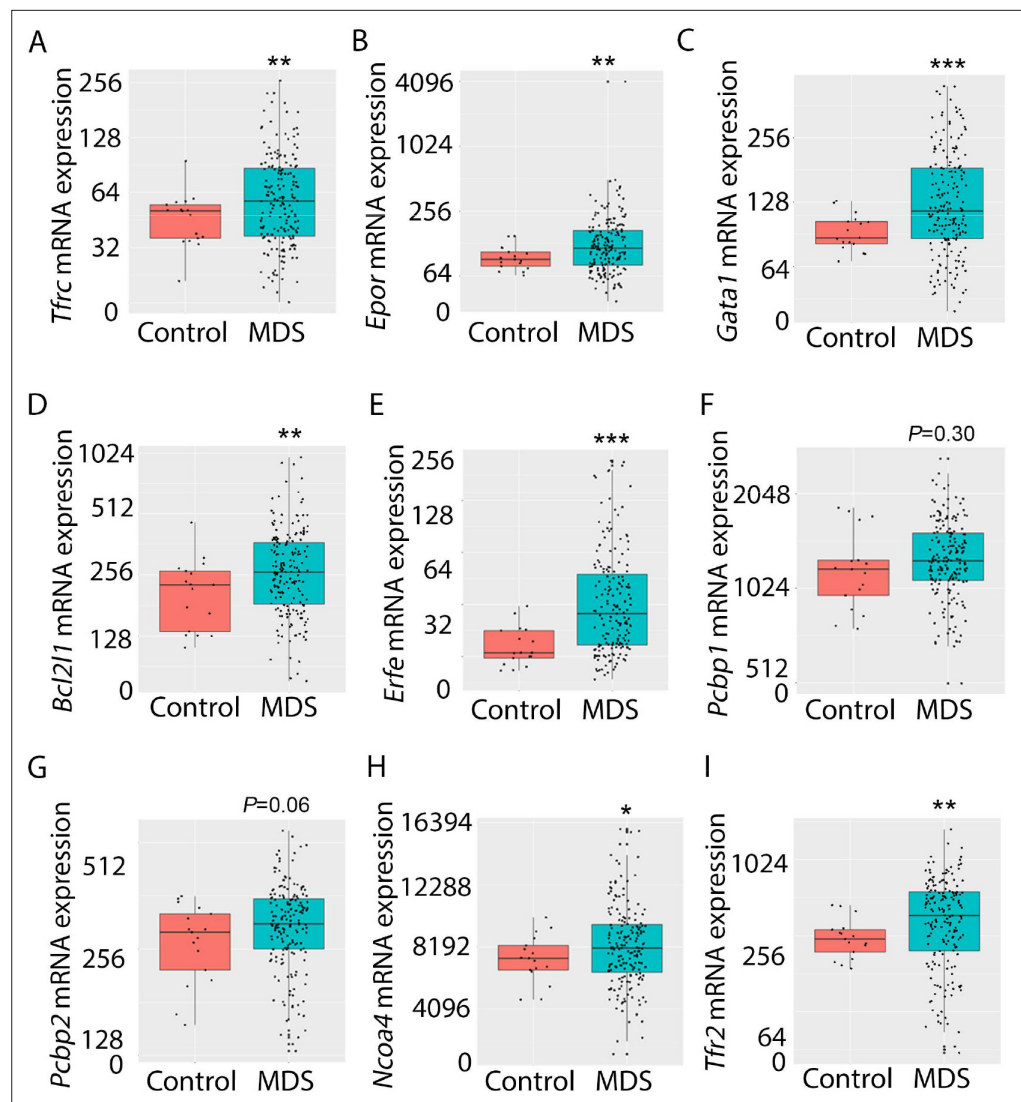 A
**
Tfrc mRNA expression
256
128
64
32
0
Control MDS
B
**
Epor mRNA expression
4096
1024
256
64
0
Control MDS
C
***
Gata1 mRNA expression
256
128
64
0
Control MDS
D
**
Bcl2l1 mRNA expression
1024
512
256
128
0
Control MDS
E
***
Erfe mRNA expression
256
128
64
32
0
Control MDS
F
P=0.30
Pcbp1 mRNA expression
2048
1024
512
0
Control MDS
G
P=0.06
Pcbp2 mRNA expression
512
256
128
0
Control MDS
H
*
Ncoa4 mRNA expression
16394
12288
8192
4096
0
Control MDS
I
**
Tfr2 mRNA expression
1024
256
64
0
Control MDS